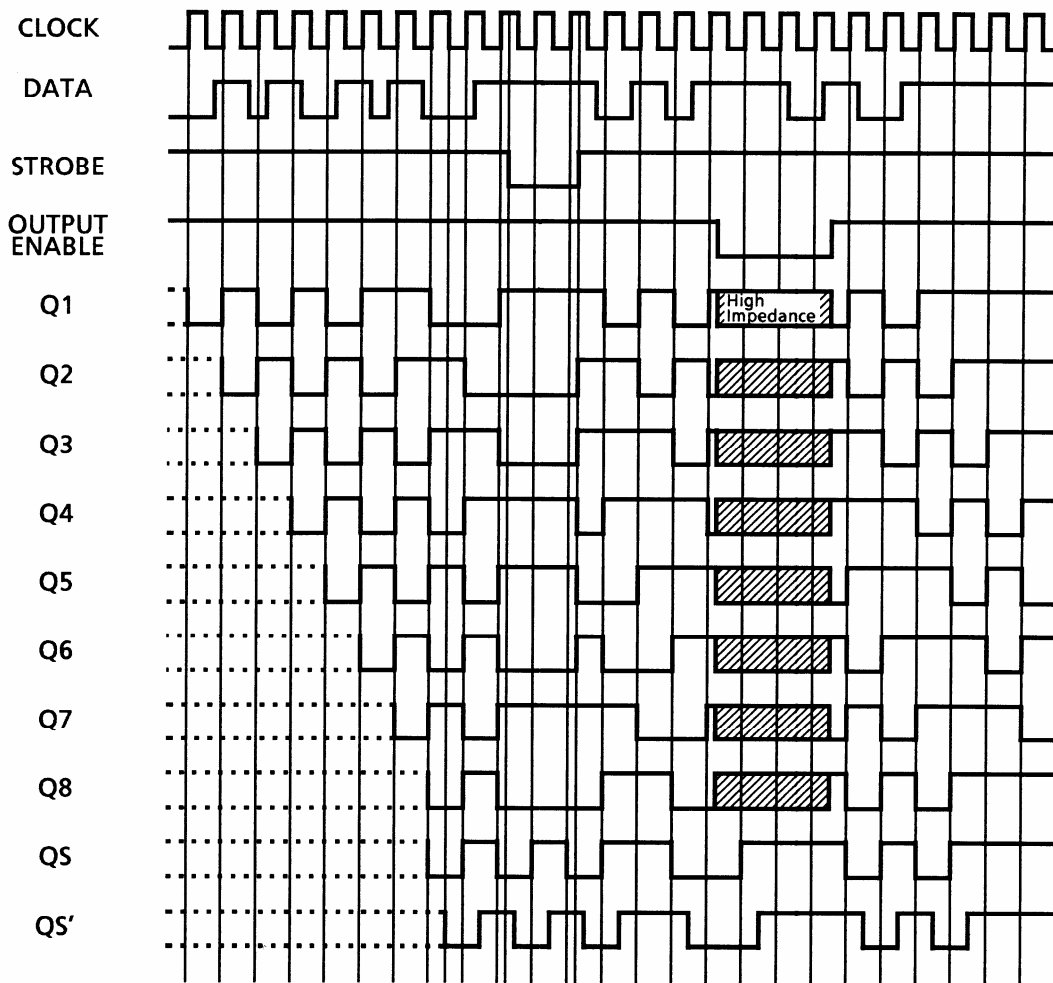 CLOCK
DATA
STROBE
OUTPUT
ENABLE
Q1
High
Impedance
Q2
Q3
Q4
Q5
Q6
Q7
Q8
QS
QS′